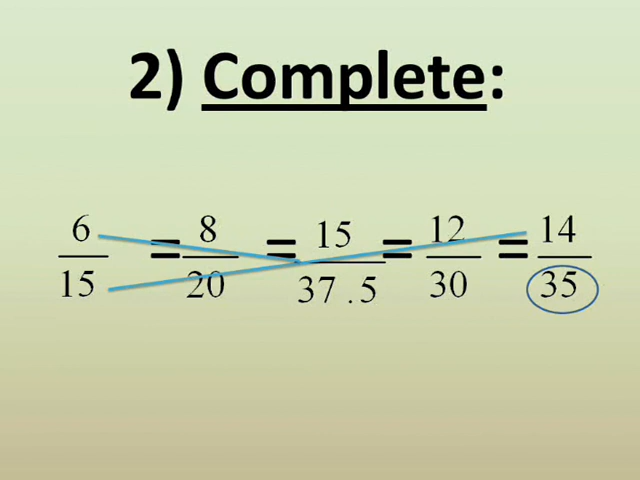 2) Complete:
6/15 = 8/20 = 15/37.5 = 12/30 = 14/35